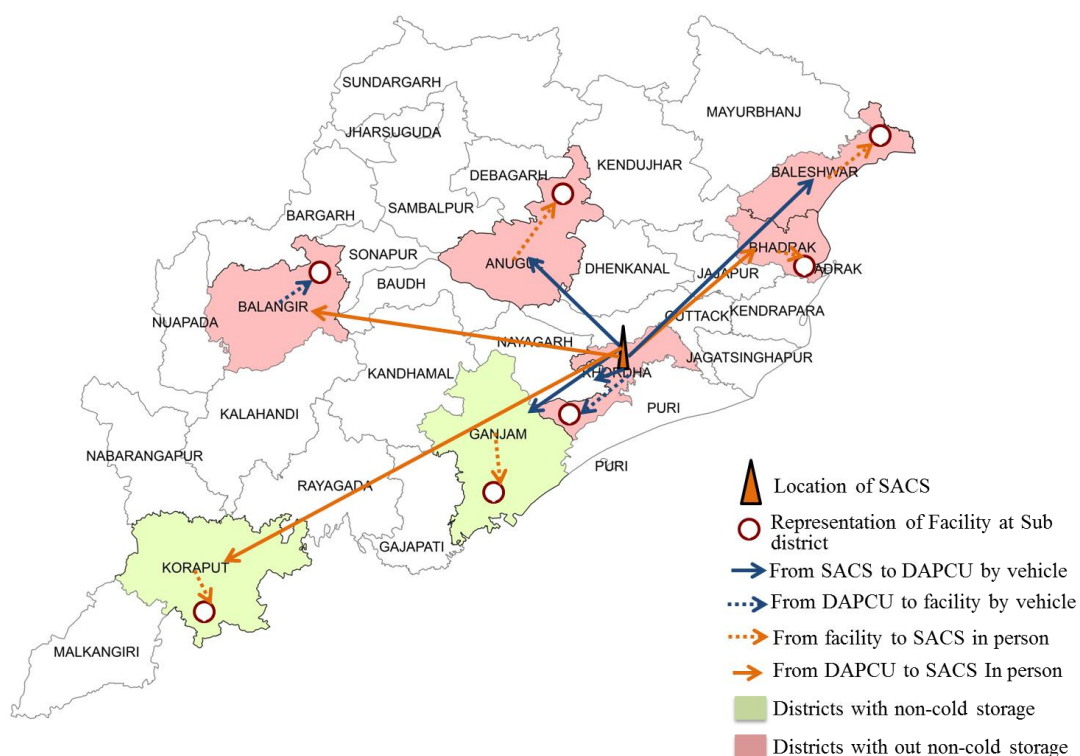 SUNDARGARH
MAYURBHANJ
JHARSUGUDA
KENDUJHAR
DEBAGARH
BALESHWAR
SAMBALPUR
BARGARH
SONAPUR
BHADRAK
ANUGU
DHENKANAL
JAJAPUR
ADRAK
BAUDH
BALANGIR
CUTTACK
KENDRAPARA
NUAPADA
NAYAGARH
JAGATSINGHAPUR
KHORDHA
KANDHAMAL
PURI
KALAHANDI
GANJAM
NABARANGAPUR
PURI
RAYAGADA
GAJAPATI
KORAPUT
MALKANGIRI
Location of SACS
Representation of Facility at Sub
district
From SACS to DAPCU by vehicle
From DAPCU to facility by vehicle
From facility to SACS in person
From DAPCU to SACS In person
Districts with non-cold storage
Districts with out non-cold storage